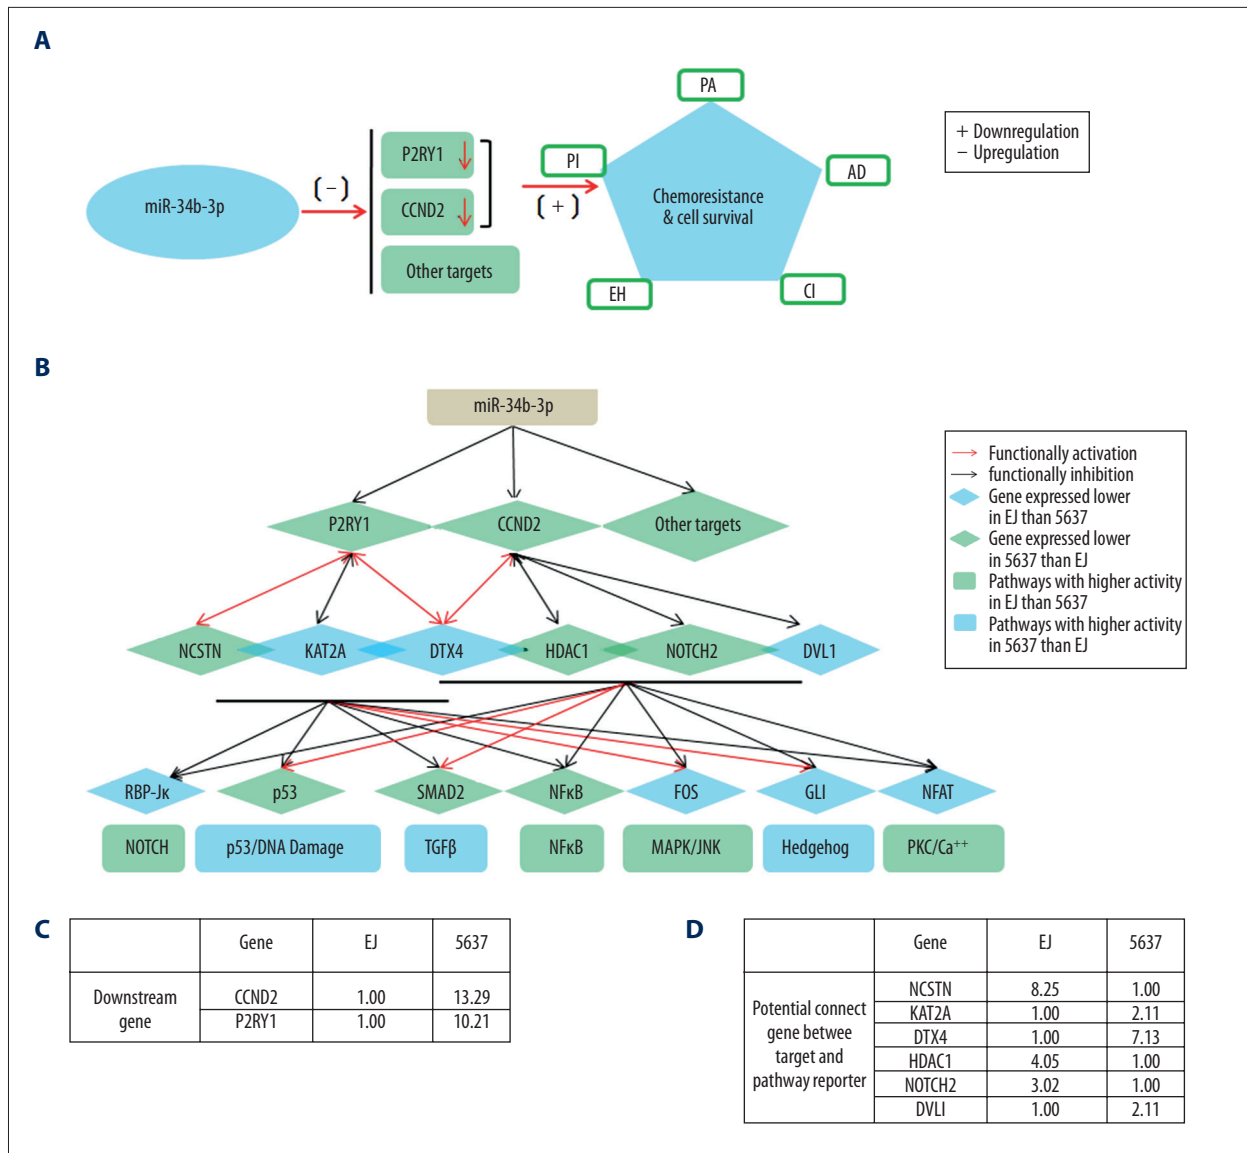 A
miR-34b-3p
(−)
P2RY1
CCND2
Other targets
(+)
PA
PI
AD
Chemoresistance
& cell survival
EH
CI
+ Downregulation
− Upregulation
B
miR-34b-3p
P2RY1
CCND2
Other targets
NCSTN
KAT2A
DTX4
HDAC1
NOTCH2
DVL1
RBP-Jκ
p53
SMAD2
NFκB
FOS
GLI
NFAT
NOTCH
p53/DNA Damage
TGFβ
NFκB
MAPK/JNK
Hedgehog
PKC/Ca⁺⁺
Functionally activation
functionally inhibition
Gene expressed lower
in EJ than 5637
Gene expressed lower
in 5637 than EJ
Pathways with higher activity
in EJ than 5637
Pathways with higher activity
in 5637 than EJ
C
Gene EJ 5637
Downstream
gene
CCND2 1.00 13.29
P2RY1 1.00 10.21
D
Gene EJ 5637
Potential connect
gene betwee
target and
pathway reporter
NCSTN 8.25 1.00
KAT2A 1.00 2.11
DTX4 1.00 7.13
HDAC1 4.05 1.00
NOTCH2 3.02 1.00
DVLI 1.00 2.11